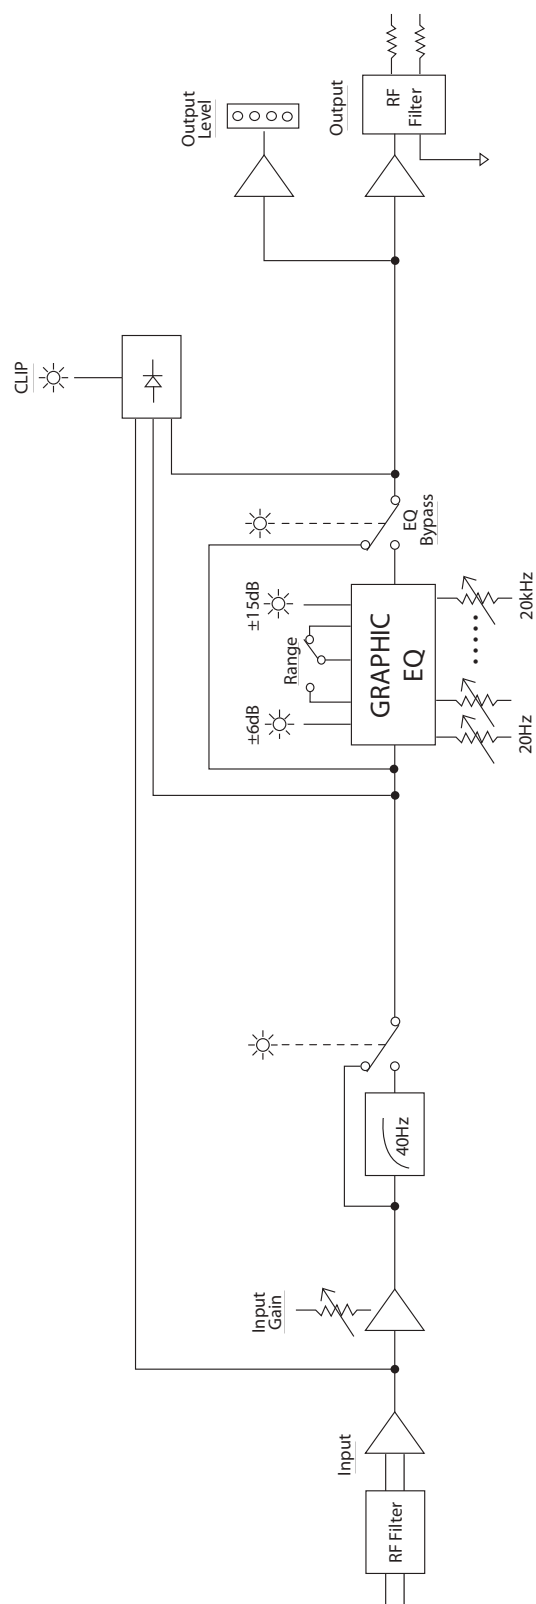 RF Filter
Input
Input
Gain
40Hz
±6dB
Range
±15dB
GRAPHIC
EQ
20Hz
20kHz
EQ
Bypass
CLIP
Output
Level
Output
RF
Filter